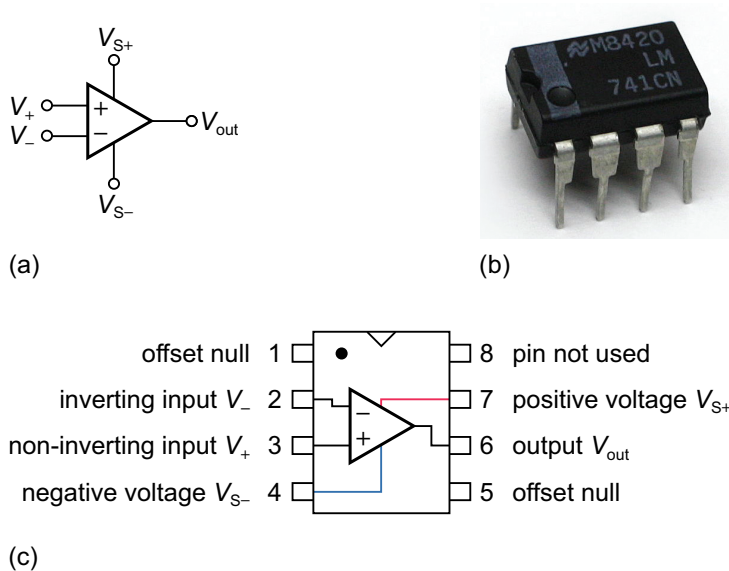 V_S+
V_+
+
V_out
V_−
−
V_S−
M8420
LM
741CN
(a)
(b)
offset null 1
8 pin not used
inverting input V_− 2
−
7 positive voltage V_S+
non-inverting input V_+ 3
+
6 output V_out
negative voltage V_S− 4
5 offset null
(c)